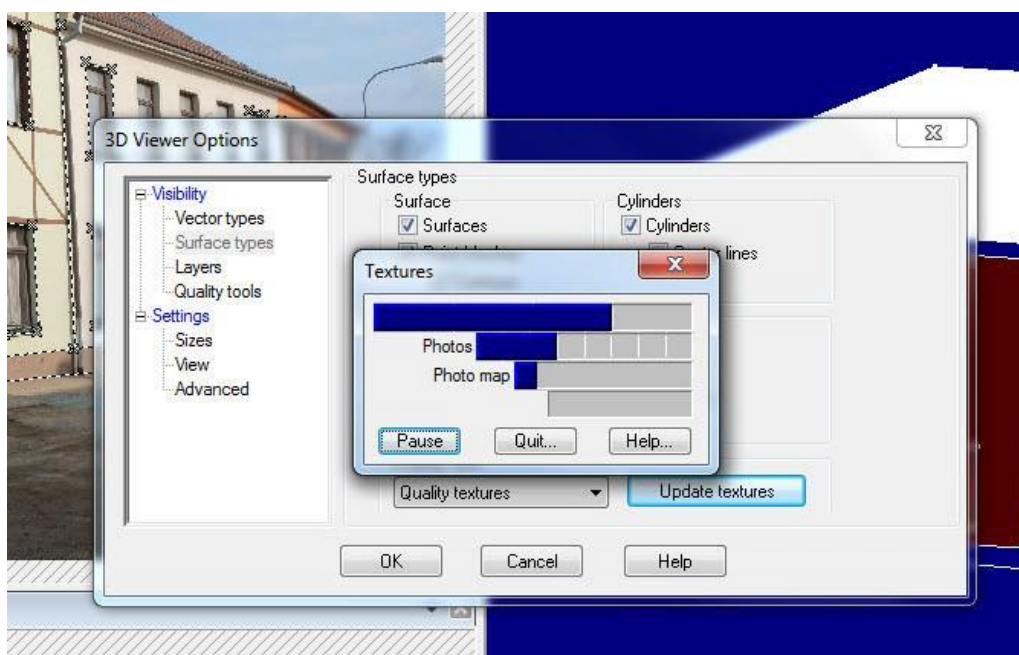 3D Viewer Options
Visibility
Vector types
Surface types
Layers
Quality tools
Settings
Sizes
View
Advanced
Surface types
Surface
Surfaces
Cylinders
Cylinders
lines
Textures
Photos
Photo map
Pause
Quit...
Help...
Quality textures
Update textures
OK
Cancel
Help